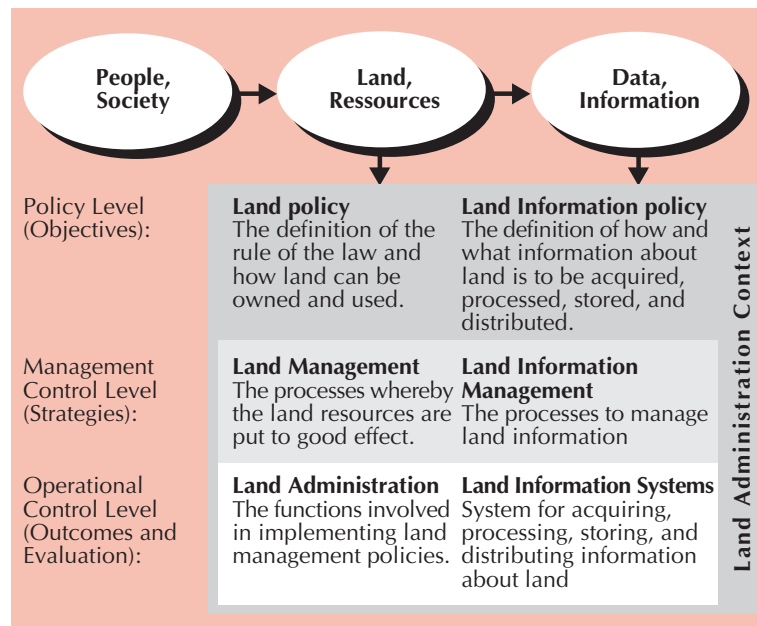 People,
Society
Land,
Ressources
Data,
Information
Policy Level
(Objectives):
Land policy
The definition of the
rule of the law and
how land can be
owned and used.
Land Information policy
The definition of how and
what information about
land is to be acquired,
processed, stored, and
distributed.
Management
Control Level
(Strategies):
Land Management
The processes whereby
the land resources are
put to good effect.
Land Information
Management
The processes to manage
land information
Operational
Control Level
(Outcomes and
Evaluation):
Land Administration
The functions involved
in implementing land
management policies.
Land Information Systems
System for acquiring,
processing, storing, and
distributing information
about land
Land Administration Context